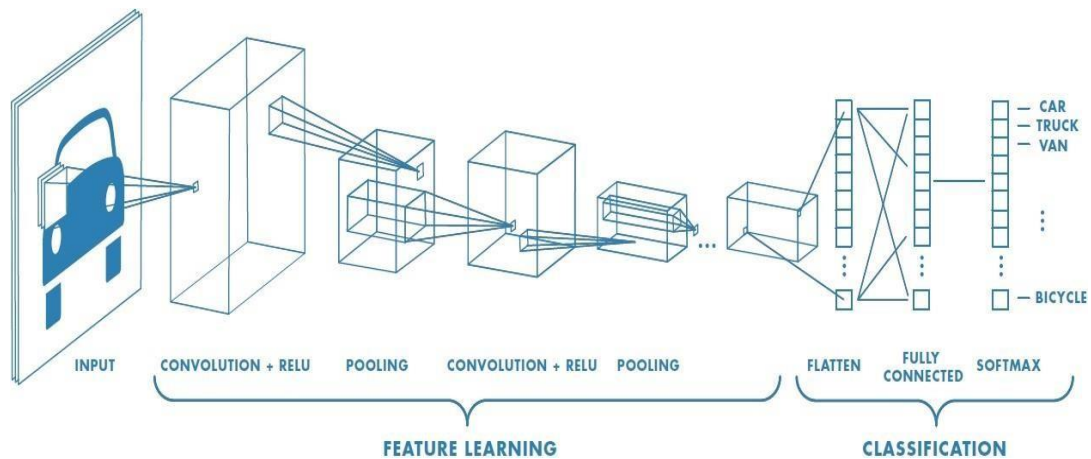 CAR
TRUCK
VAN
BICYCLE
INPUT
CONVOLUTION + RELU
POOLING
CONVOLUTION + RELU
POOLING
FLATTEN
FULLY
CONNECTED
SOFTMAX
FEATURE LEARNING
CLASSIFICATION